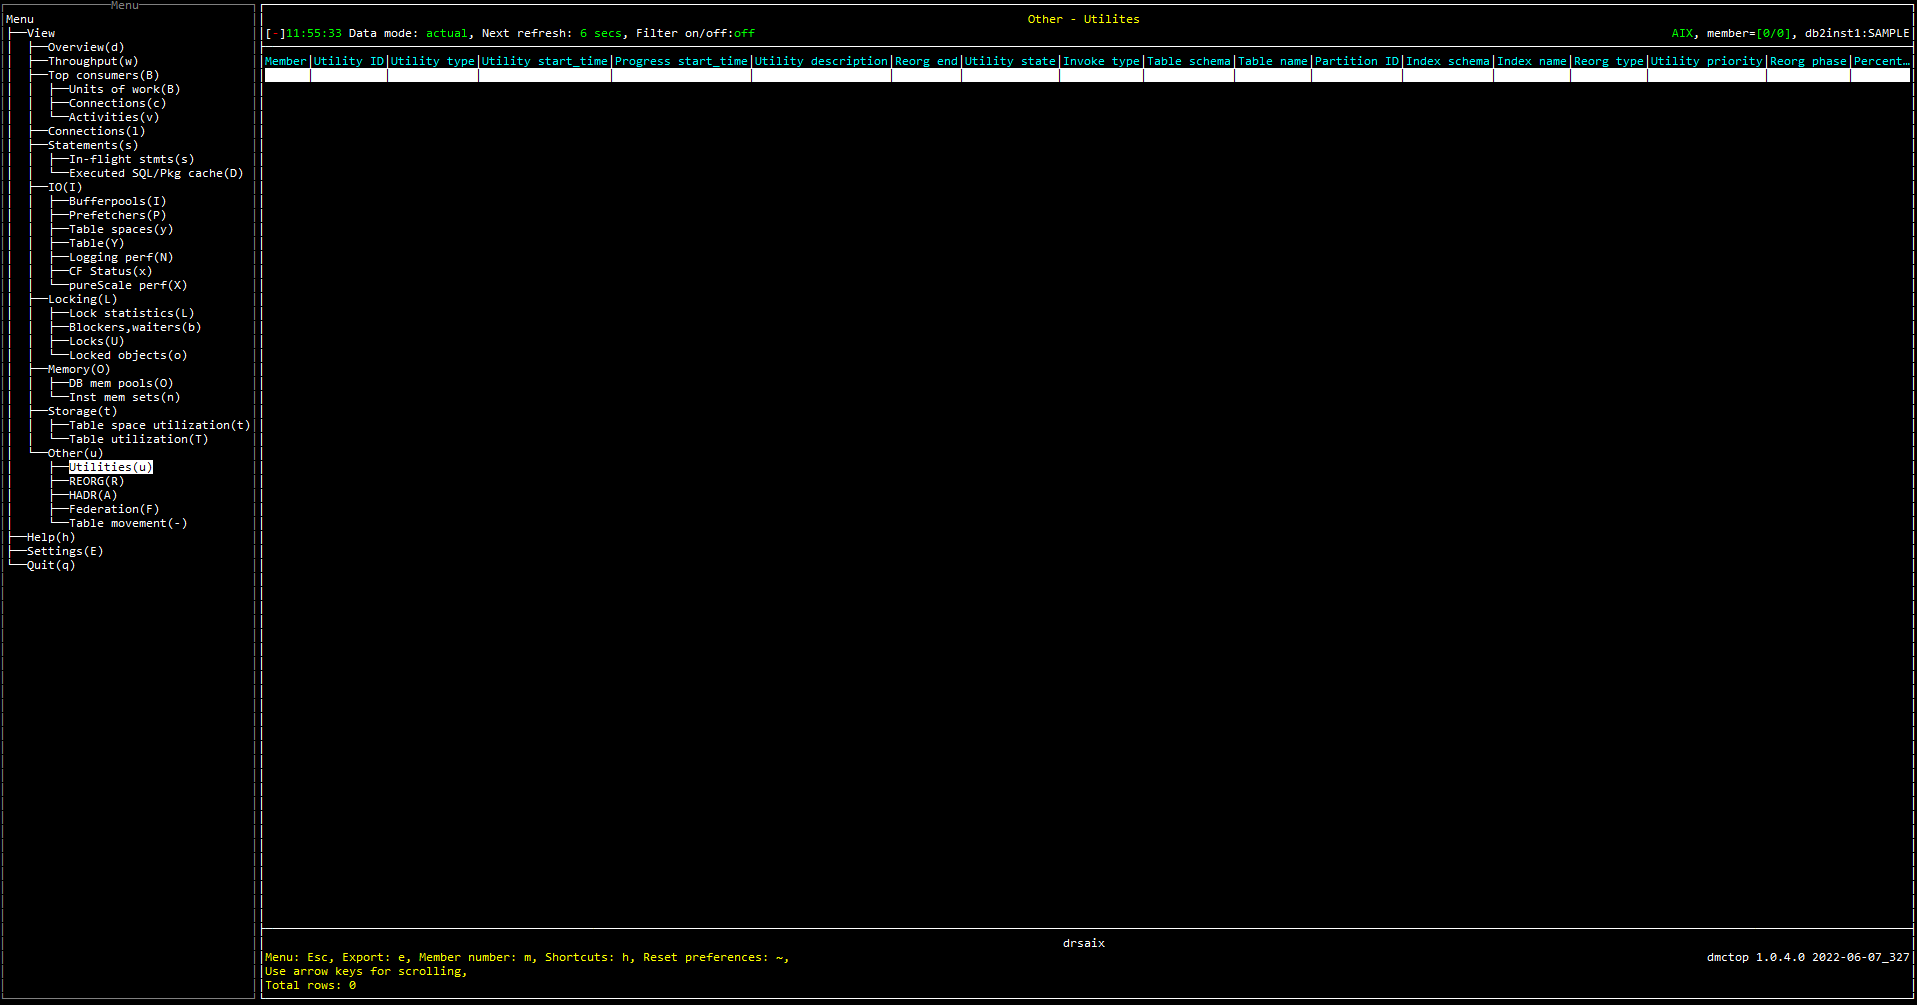 Menu
Menu
View
Overview(d)
Throughput(w)
Top consumers(B)
Units of work(B)
Connections(c)
Activities(v)
Connections(l)
Statements(s)
In-flight stmts(s)
Executed SQL/Pkg cache(D)
IO(I)
Bufferpools(I)
Prefetchers(P)
Table spaces(y)
Table(Y)
Logging perf(N)
CF Status(x)
pureScale perf(X)
Locking(L)
Lock statistics(L)
Blockers,waiters(b)
Locks(U)
Locked objects(o)
Memory(O)
DB mem pools(O)
Inst mem sets(n)
Storage(t)
Table space utilization(t)
Table utilization(T)
Other(u)
Utilities(u)
REORG(R)
HADR(A)
Federation(F)
Table movement(-)
Help(h)
Settings(E)
Quit(q)
Other - Utilites
[-]11:55:33 Data mode: actual, Next refresh: 6 secs, Filter on/off:off AIX, member=[0/0], db2inst1:SAMPLE
Member|Utility ID|Utility type|Utility start_time|Progress start_time|Utility description|Reorg end|Utility state|Invoke type|Table schema|Table name|Partition ID|Index schema|Index name|Reorg type|Utility priority|Reorg phase|Percent…
drsaix
Menu: Esc, Export: e, Member number: m, Shortcuts: h, Reset preferences: ~, dmctop 1.0.4.0 2022-06-07_327
Use arrow keys for scrolling,
Total rows: 0